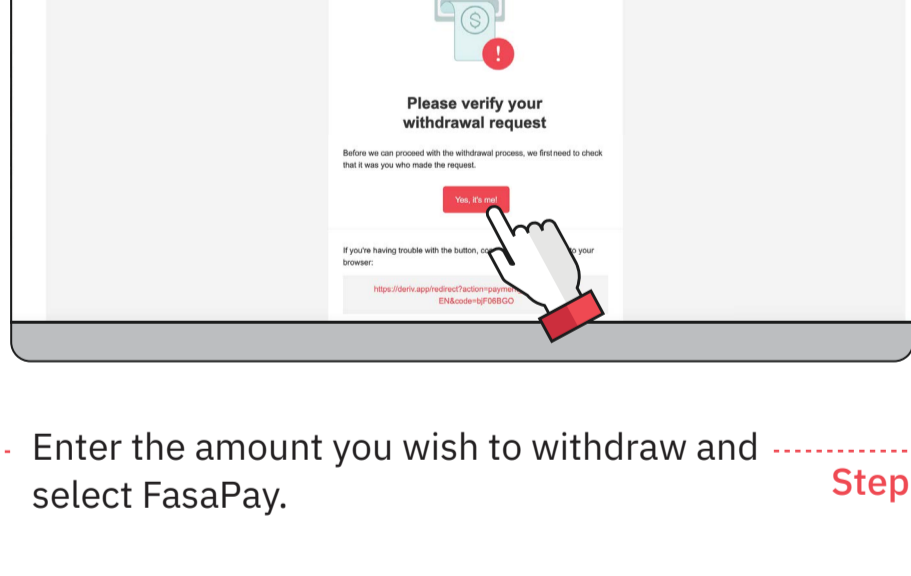 $
!
Please verify your
withdrawal request
Before we can proceed with the withdrawal process, we first need to check
that it was you who made the request.
Yes, it's me!
If you're having trouble with the button, to your
browser:
https://deriv.app/redirect?action=payment
EN&code=bjF06BGO
Enter the amount you wish to withdraw and
select FasaPay.
Step